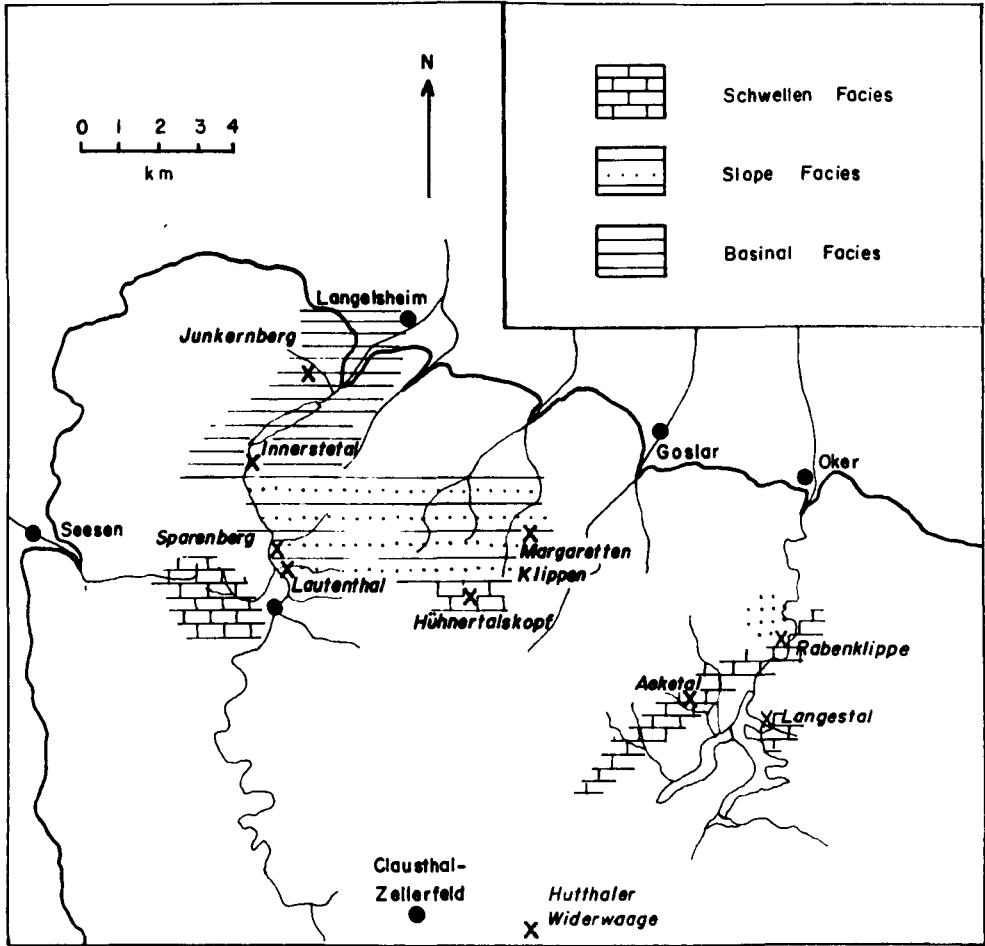 N
0 1 2 3 4
km
Schwellen Facies
Slope Facies
Basinal Facies
Langelsheim
Junkernberg
Innerstetal
Goslar
Oker
Seesen
Sparenberg
Margaretten
Klippen
Lautenthal
Hühnertalskopf
Rabenklippe
Aeketal
Langestal
Clausthal-
Zellerfeld
Hutthaler
Widerwaage